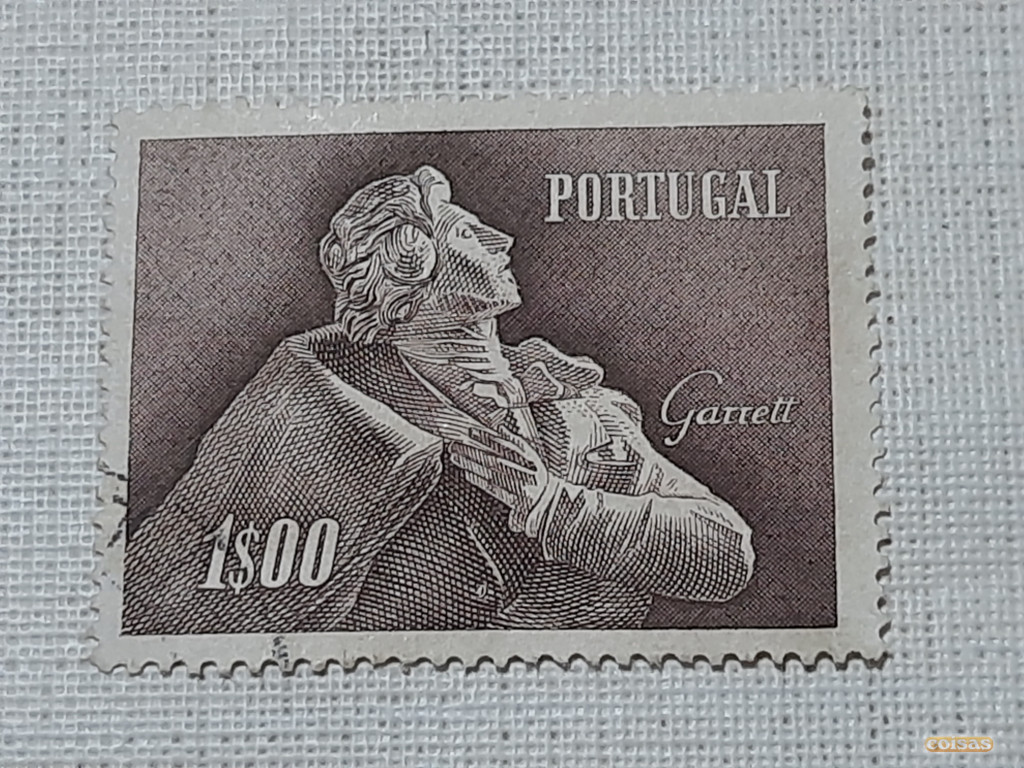 PORTUGAL
Garrett
1$00
coisas